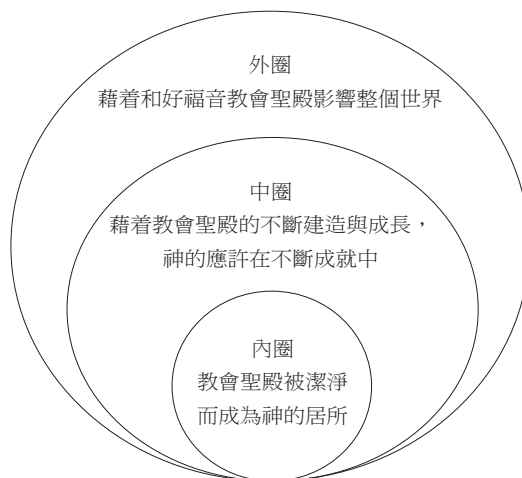 外圈
藉着和好福音教會聖殿影響整個世界
中圈
藉着教會聖殿的不斷建造與成長，
神的應許在不斷成就中
內圈
教會聖殿被潔淨
而成為神的居所